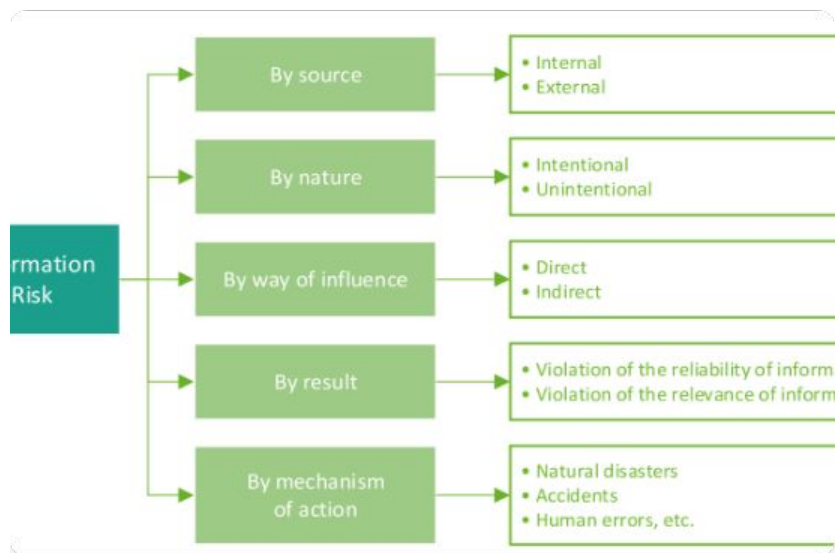 rmation
Risk
By source
• Internal
• External
By nature
• Intentional
• Unintentional
By way of influence
• Direct
• Indirect
By result
• Violation of the reliability of inform
• Violation of the relevance of inform
By mechanism
of action
• Natural disasters
• Accidents
• Human errors, etc.